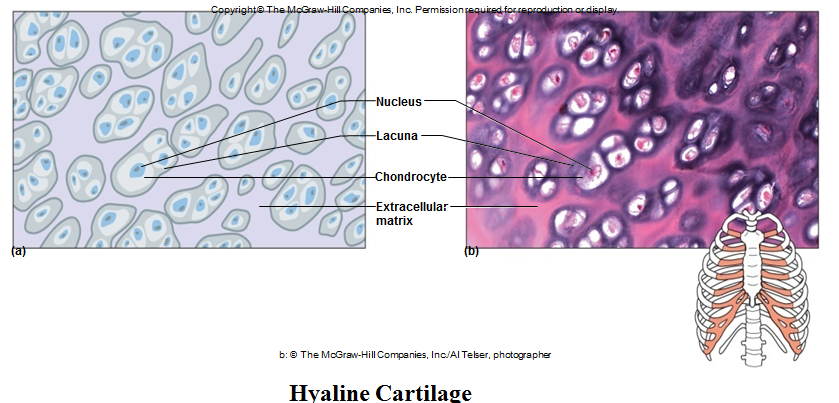 Copyright © The McGraw-Hill Companies, Inc. Permission required for reproduction or display.
Nucleus
Lacuna
Chondrocyte
Extracellular
matrix
(a)
(b)
b: © The McGraw-Hill Companies, Inc./Al Telser, photographer
Hyaline Cartilage